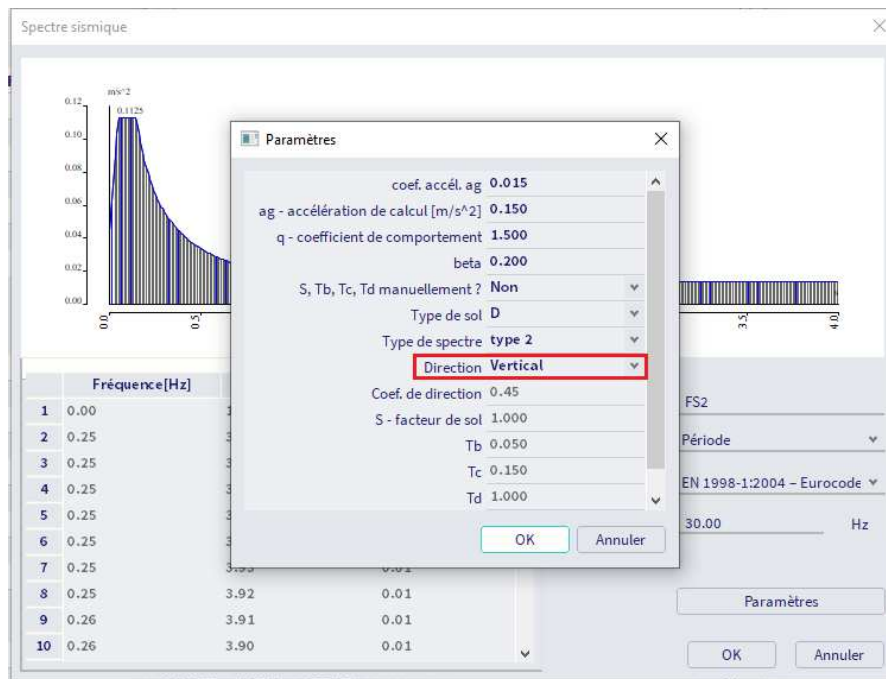 Spectre sismique
m/s^2
0.1125
0.12
0.10
0.08
0.06
0.04
0.02
0.00
0.0
0.5
3.5
4.0
Paramètres
coef. accél. ag 0.015
ag - accélération de calcul [m/s^2] 0.150
q - coefficient de comportement 1.500
beta 0.200
S, Tb, Tc, Td manuellement ? Non
Type de sol D
Type de spectre type 2
Direction Vertical
Coef. de direction 0.45
S - facteur de sol 1.000
Tb 0.050
Tc 0.150
Td 1.000
OK Annuler
Fréquence[Hz]
1 0.00
2 0.25
3 0.25
4 0.25
5 0.25
6 0.25
7 0.25 3.93 0.01
8 0.25 3.92 0.01
9 0.26 3.91 0.01
10 0.26 3.90 0.01
FS2
Période
EN 1998-1:2004 – Eurocode
30.00 Hz
Paramètres
OK Annuler